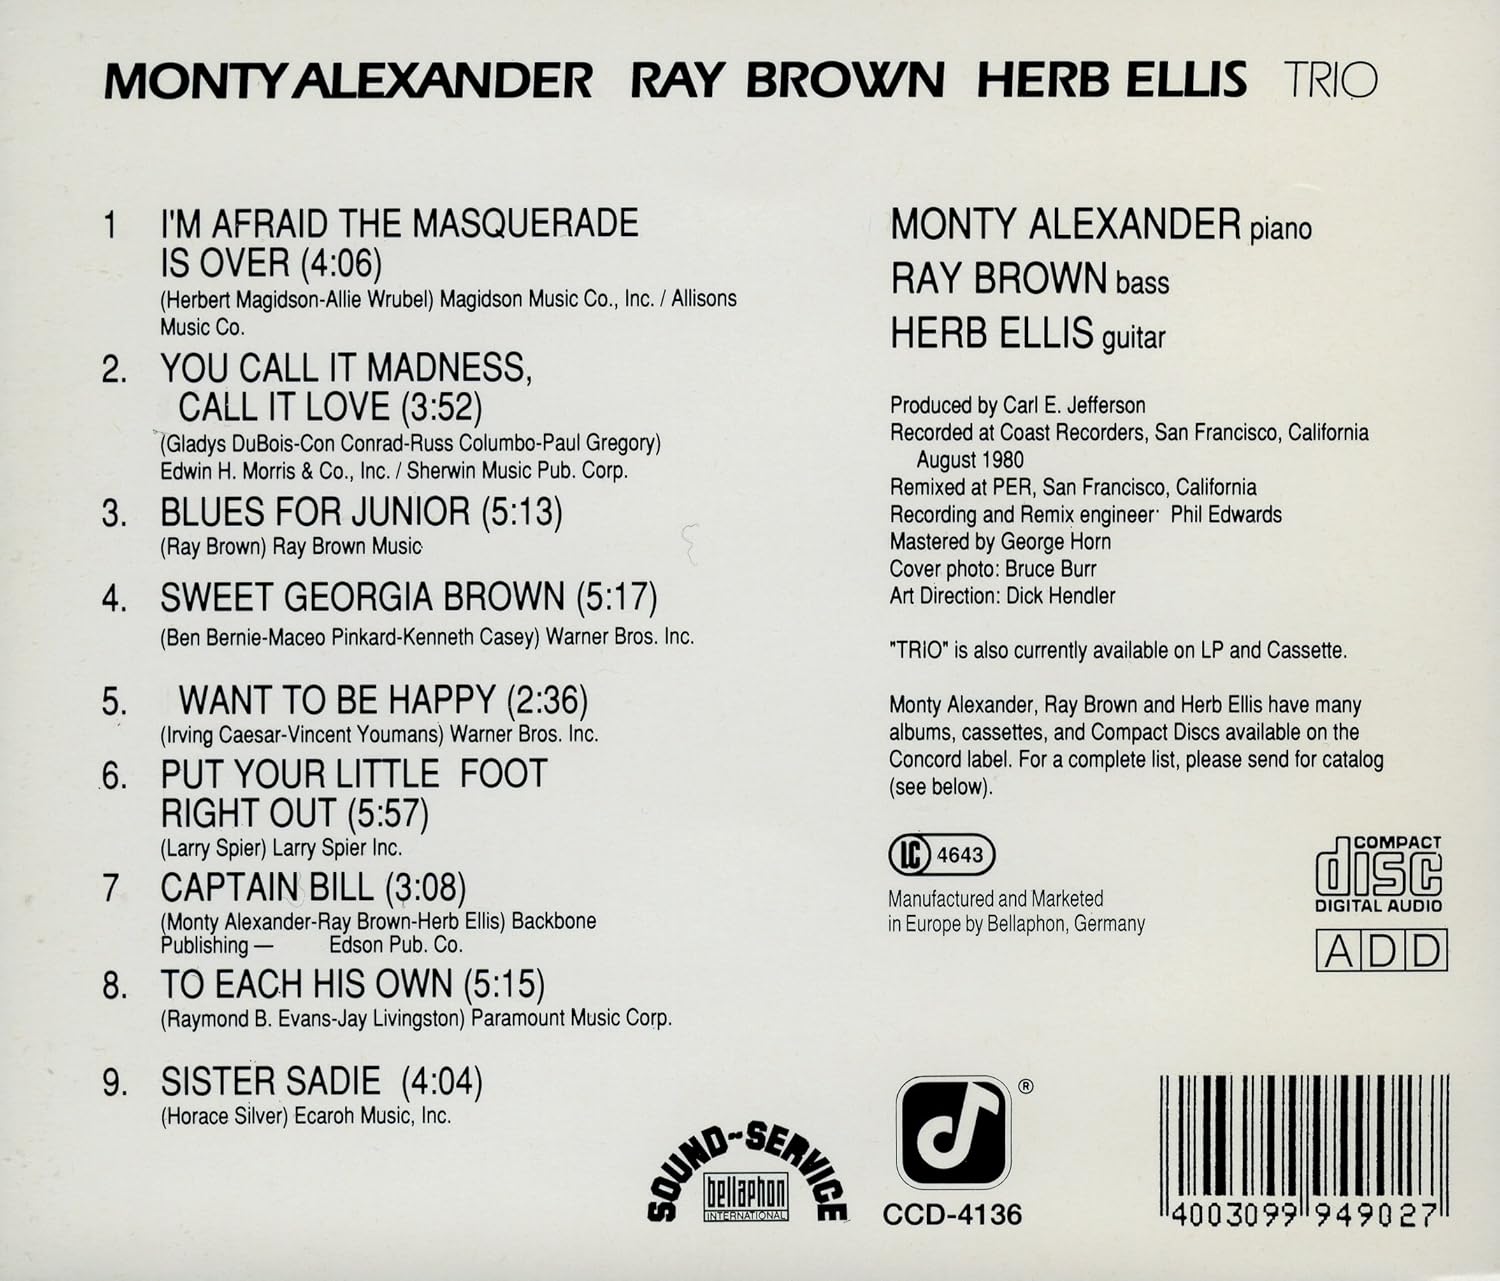 MONTY ALEXANDER RAY BROWN HERB ELLIS TRIO
1 I'M AFRAID THE MASQUERADE
IS OVER (4:06)
(Herbert Magidson-Allie Wrubel) Magidson Music Co., Inc. / Allisons
Music Co.
2. YOU CALL IT MADNESS,
CALL IT LOVE (3:52)
(Gladys DuBois-Con Conrad-Russ Columbo-Paul Gregory)
Edwin H. Morris & Co., Inc. / Sherwin Music Pub. Corp.
3. BLUES FOR JUNIOR (5:13)
(Ray Brown) Ray Brown Music
4. SWEET GEORGIA BROWN (5:17)
(Ben Bernie-Maceo Pinkard-Kenneth Casey) Warner Bros. Inc.
5. WANT TO BE HAPPY (2:36)
(Irving Caesar-Vincent Youmans) Warner Bros. Inc.
6. PUT YOUR LITTLE FOOT
RIGHT OUT (5:57)
(Larry Spier) Larry Spier Inc.
7 CAPTAIN BILL (3:08)
(Monty Alexander-Ray Brown-Herb Ellis) Backbone
Publishing — Edson Pub. Co.
8. TO EACH HIS OWN (5:15)
(Raymond B. Evans-Jay Livingston) Paramount Music Corp.
9. SISTER SADIE (4:04)
(Horace Silver) Ecaroh Music, Inc.
MONTY ALEXANDER piano
RAY BROWN bass
HERB ELLIS guitar
Produced by Carl E. Jefferson
Recorded at Coast Recorders, San Francisco, California
August 1980
Remixed at PER, San Francisco, California
Recording and Remix engineer· Phil Edwards
Mastered by George Horn
Cover photo: Bruce Burr
Art Direction: Dick Hendler
"TRIO" is also currently available on LP and Cassette.
Monty Alexander, Ray Brown and Herb Ellis have many
albums, cassettes, and Compact Discs available on the
Concord label. For a complete list, please send for catalog
(see below).
LC 4643
Manufactured and Marketed
in Europe by Bellaphon, Germany
COMPACT
disc
DIGITAL AUDIO
ADD
SOUND-SERVICE
bellaphon
INTERNATIONAL
®
CCD-4136
4003099949027